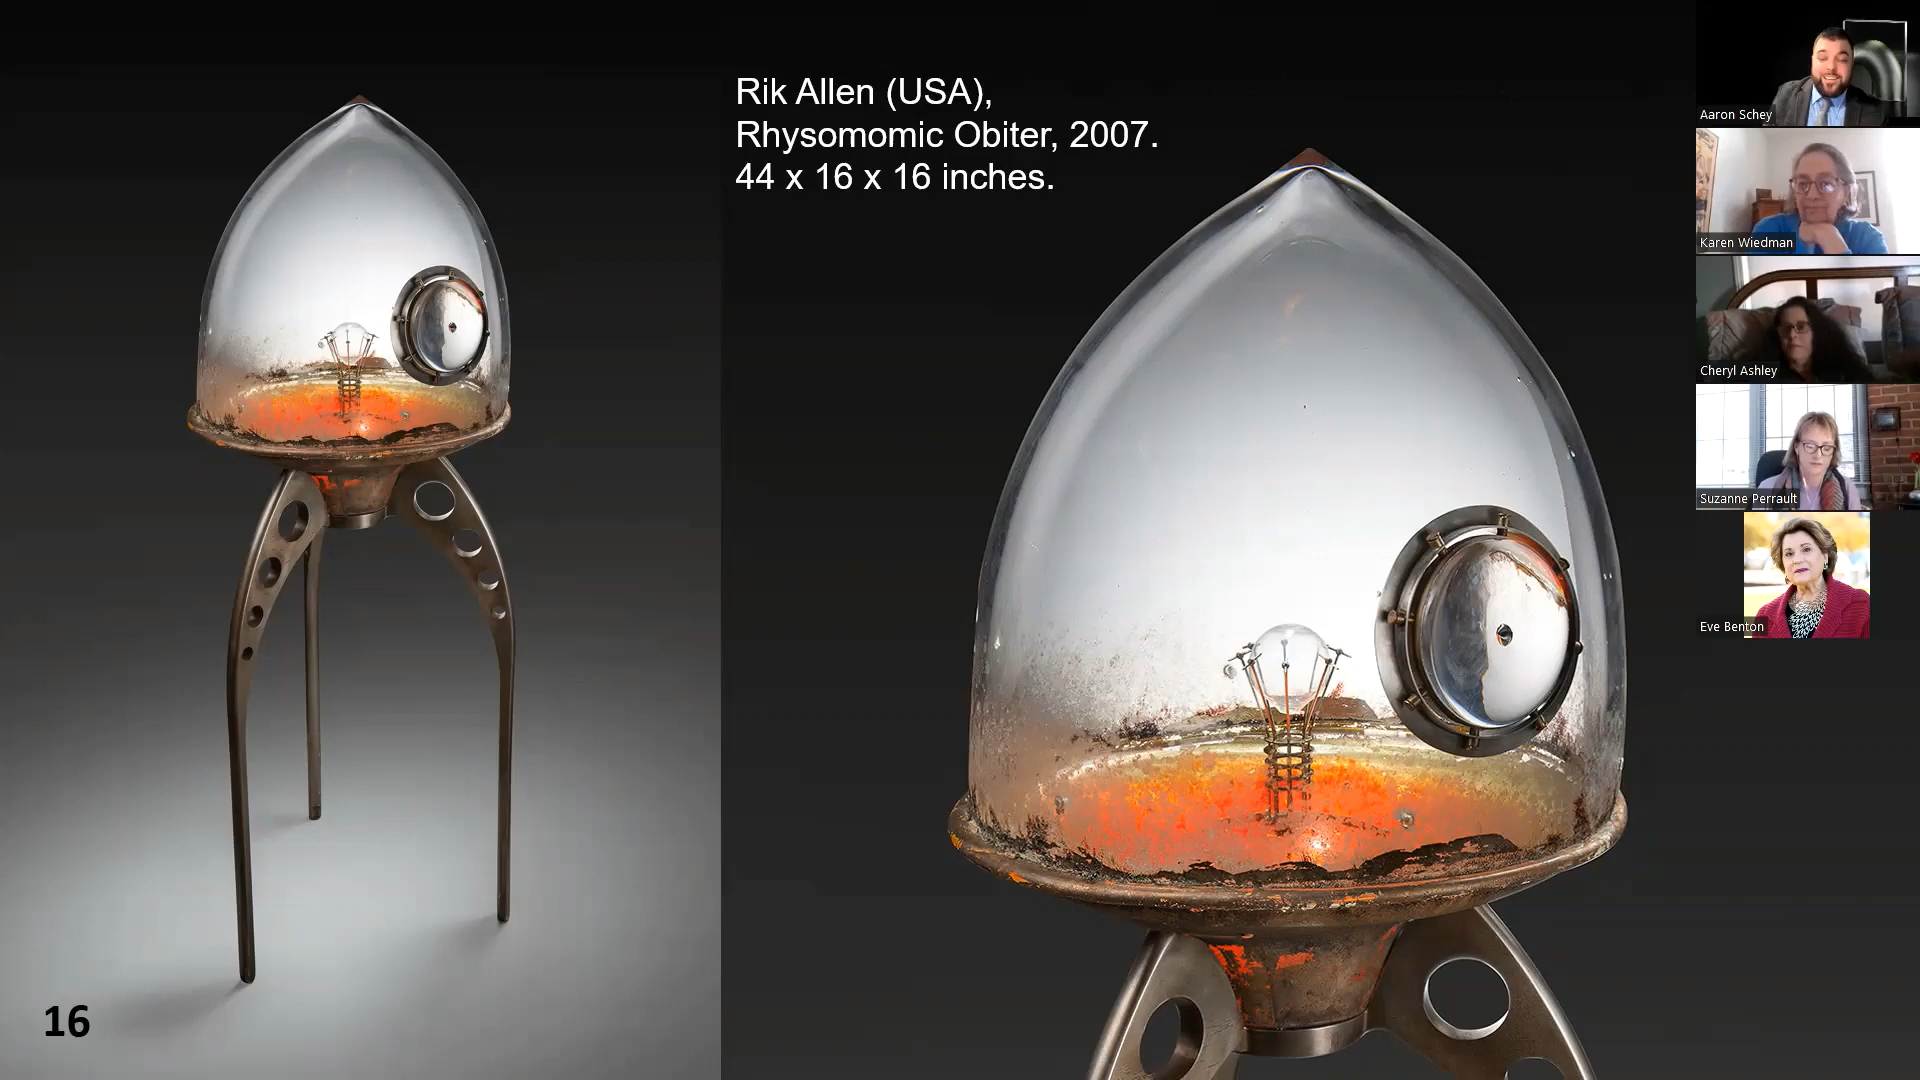 Rik Allen (USA),
Rhysomomic Obiter, 2007.
44 x 16 x 16 inches.
16
Aaron Schey
Karen Wiedman
Cheryl Ashley
Suzanne Perrault
Eve Benton